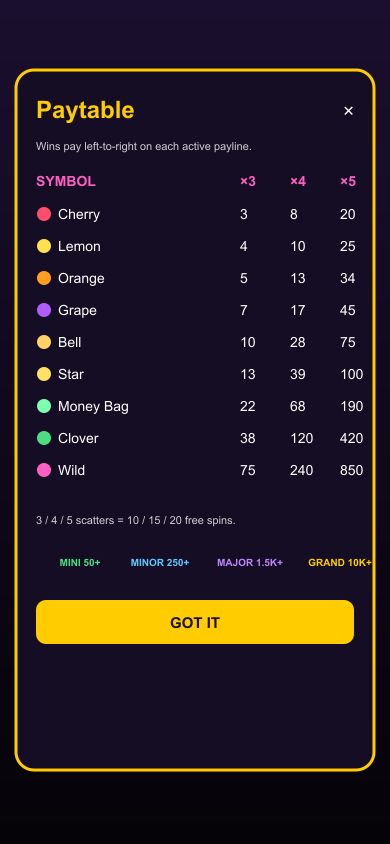 Paytable ×
Wins pay left-to-right on each active payline.
SYMBOL ×3 ×4 ×5
Cherry 3 8 20
Lemon 4 10 25
Orange 5 13 34
Grape 7 17 45
Bell 10 28 75
Star 13 39 100
Money Bag 22 68 190
Clover 38 120 420
Wild 75 240 850
3 / 4 / 5 scatters = 10 / 15 / 20 free spins.
MINI 50+ MINOR 250+ MAJOR 1.5K+ GRAND 10K+
GOT IT